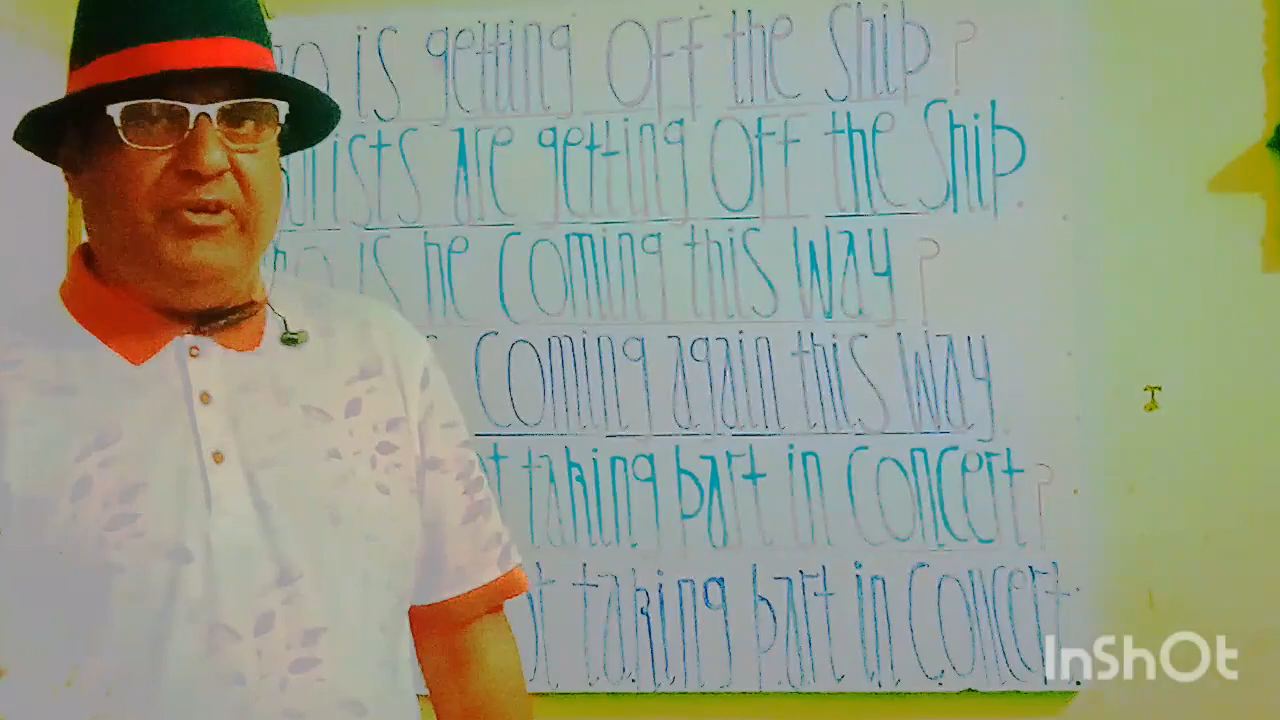 is getting OFF the Ship?
are getting OFF the Ship.
is he coming this way?
coming again this way.
taking part in concert?
taking part in concert.
InShOt